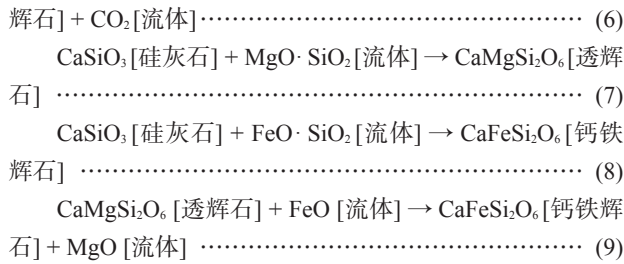 辉石] + CO₂ [流体]·············································· (6)
CaSiO₃ [硅灰石] + MgO· SiO₂ [流体] → CaMgSi₂O₆ [透辉
石] ································································ (7)
CaSiO₃ [硅灰石] + FeO· SiO₂ [流体] → CaFeSi₂O₆ [钙铁
辉石] ······························································ (8)
CaMgSi₂O₆ [透辉石] + FeO [流体] → CaFeSi₂O₆ [钙铁辉
石] + MgO [流体] ·············································· (9)